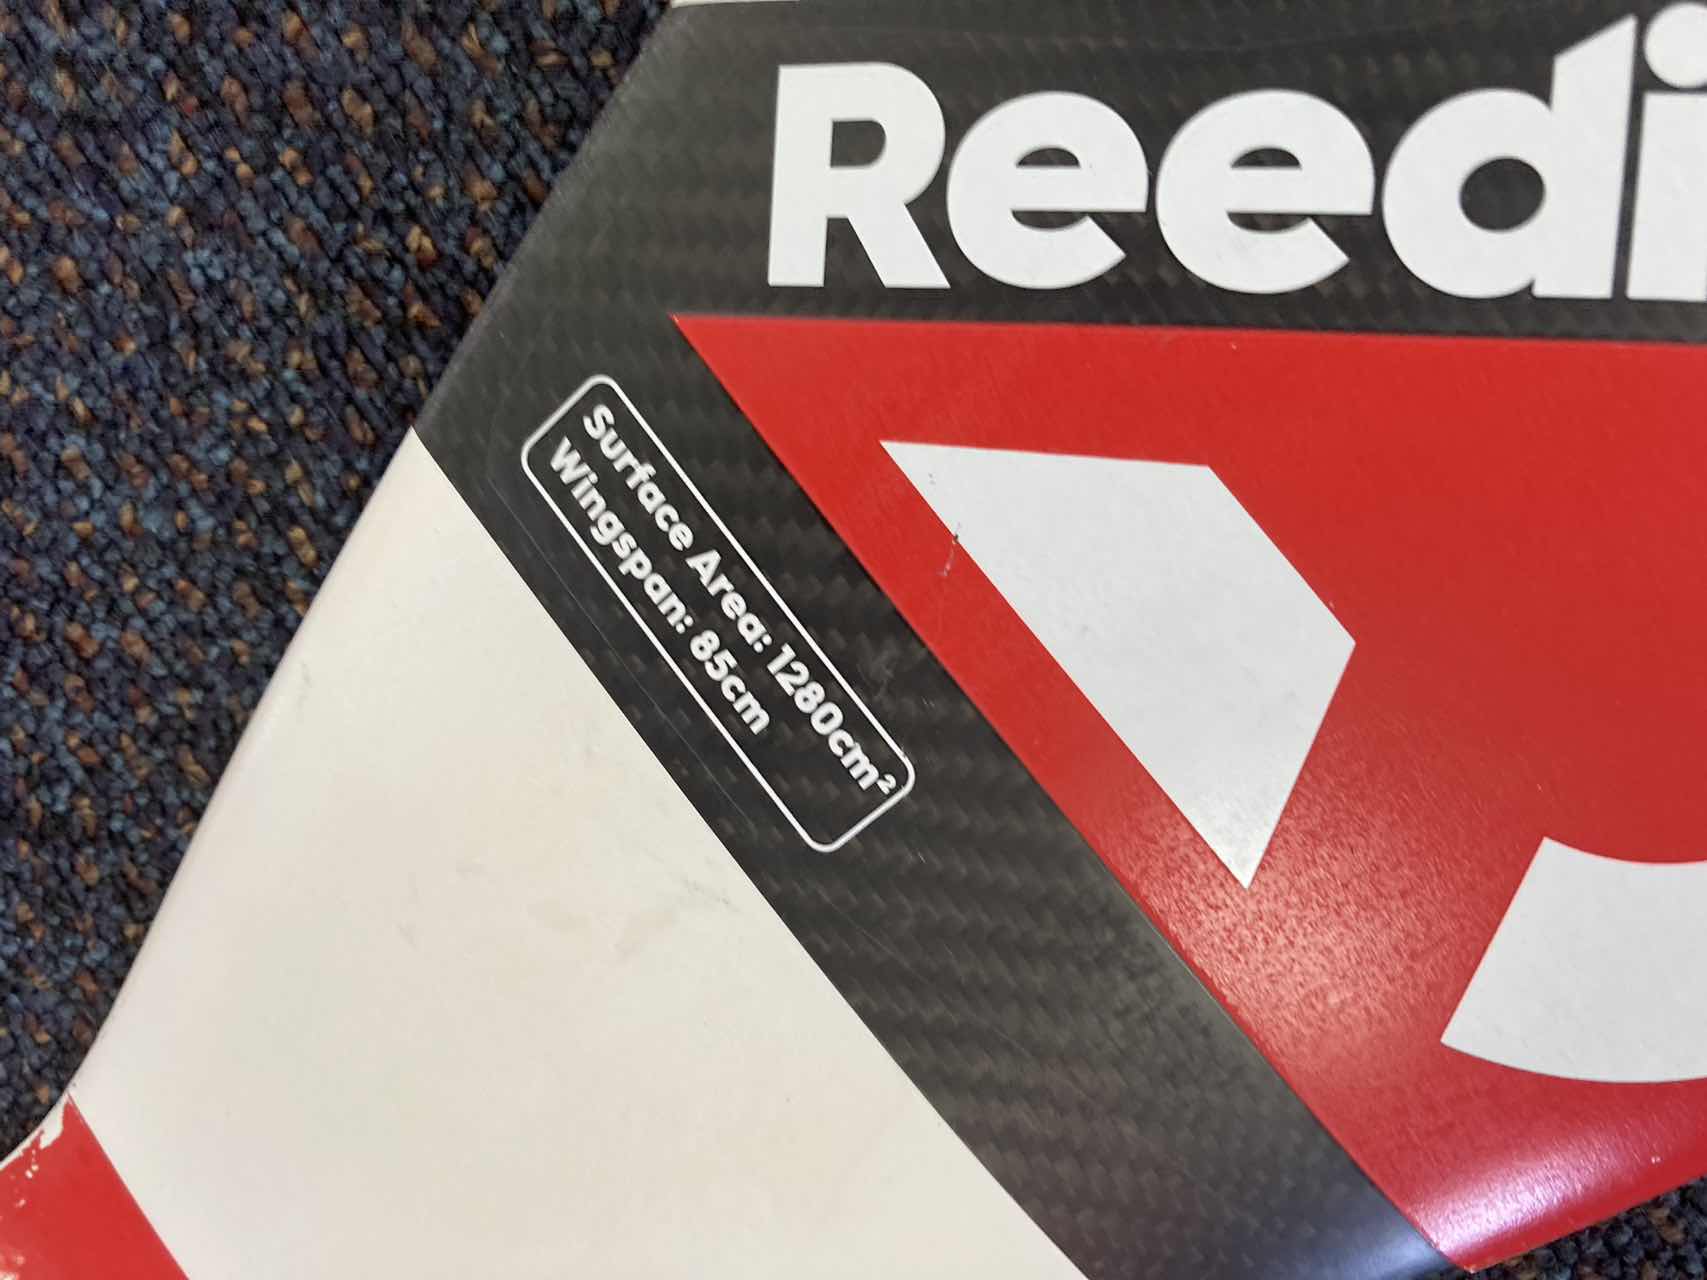 Reedi
Surface Area: 1280cm²
Wingspan: 85cm